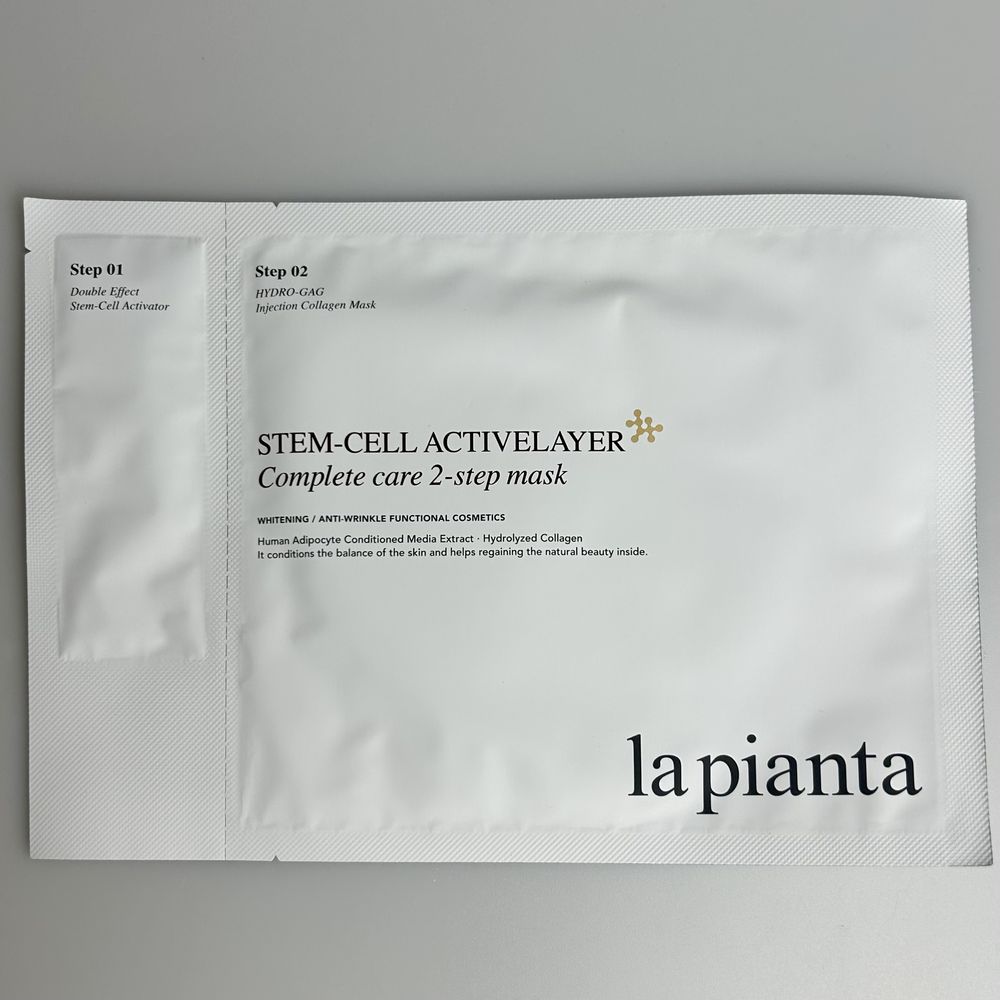 Step 01
Double Effect
Stem-Cell Activator
Step 02
HYDRO-GAG
Injection Collagen Mask
STEM-CELL ACTIVELAYER
Complete care 2-step mask
WHITENING / ANTI-WRINKLE FUNCTIONAL COSMETICS
Human Adipocyte Conditioned Media Extract · Hydrolyzed Collagen
It conditions the balance of the skin and helps regaining the natural beauty inside.
la pianta